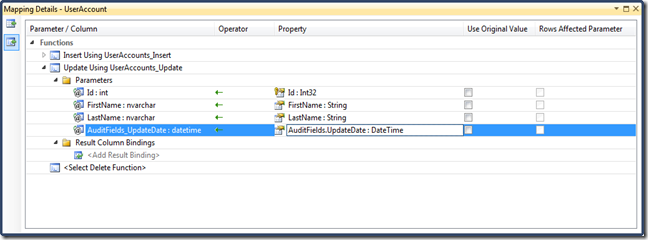 Mapping Details - UserAccount
Parameter / Column Operator Property Use Original Value Rows Affected Parameter
Functions
Insert Using UserAccounts_Insert
Update Using UserAccounts_Update
Parameters
Id : int ← Id : Int32
FirstName : nvarchar ← FirstName : String
LastName : nvarchar ← LastName : String
AuditFields_UpdateDate : datetime ← AuditFields.UpdateDate : DateTime
Result Column Bindings
<Add Result Binding>
<Select Delete Function>